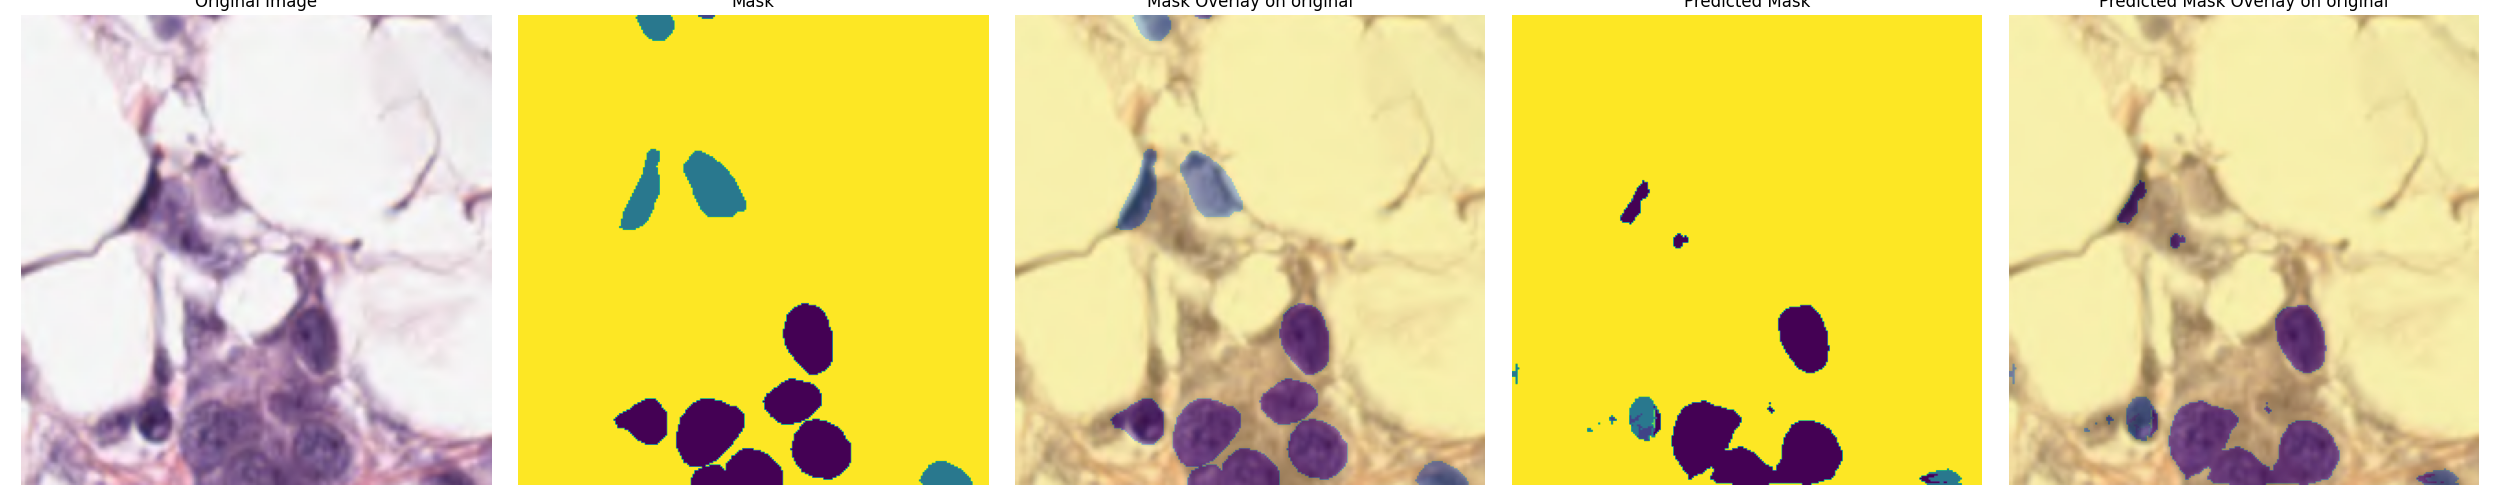 Original Image
Mask
Mask Overlay on original
Predicted Mask
Predicted Mask Overlay on original